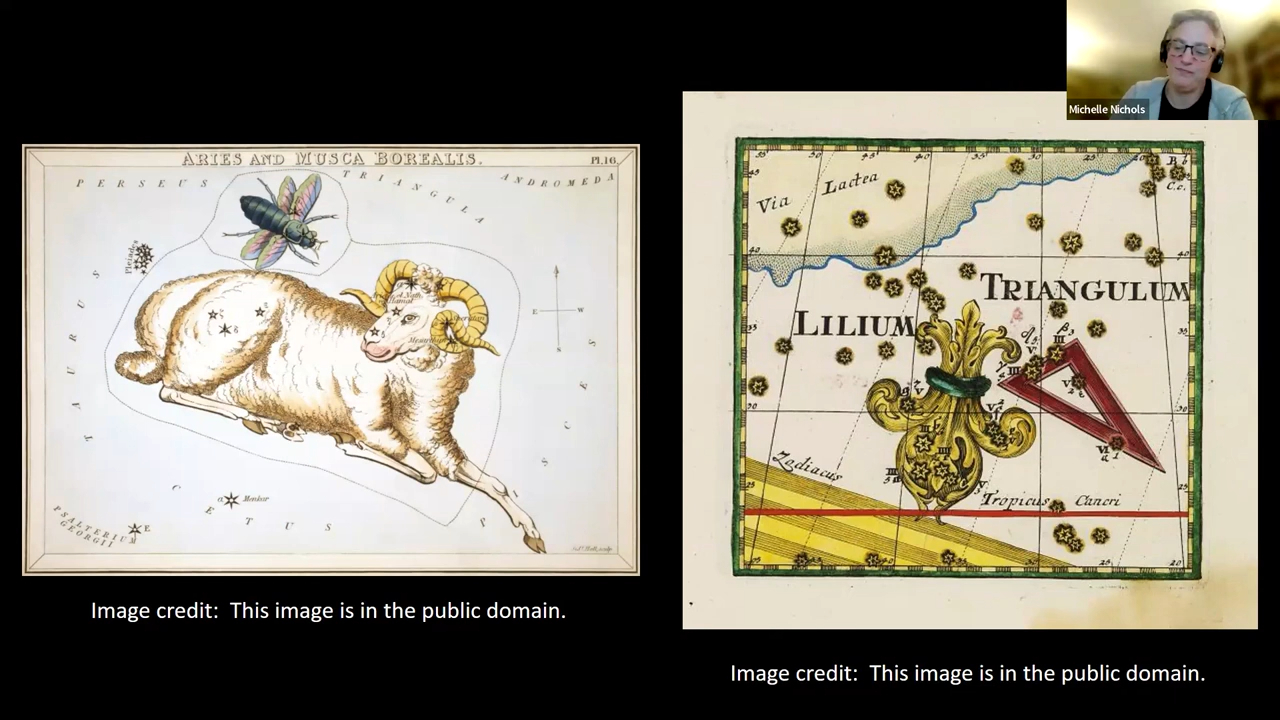 Michelle Nichols
ARIES AND MUSCA BOREALIS.
Pl.16.
PERSEUS
TRIANGULA
ANDROMEDA
Pleiades
TAURUS
E
W
S
PISCES
α Menkar
CETUS
PSALTERIUM
GEORGII
Image credit: This image is in the public domain.
Via Lactea
TRIANGULUM
LILIUM
Zodiacus
Tropicus Cancri
Image credit: This image is in the public domain.